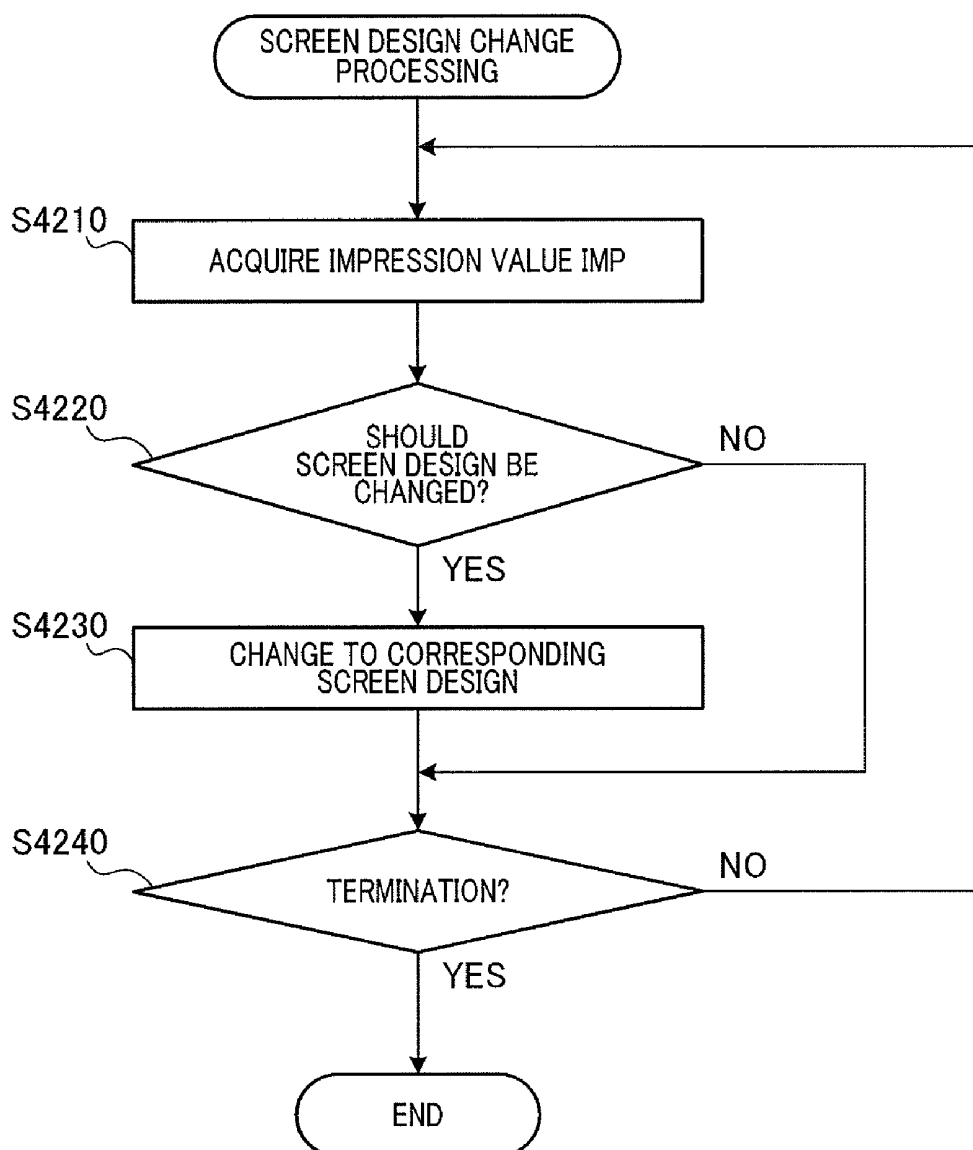 SCREEN DESIGN CHANGE
PROCESSING
S4210
ACQUIRE IMPRESSION VALUE IMP
S4220
SHOULD
SCREEN DESIGN BE
CHANGED?
NO
YES
S4230
CHANGE TO CORRESPONDING
SCREEN DESIGN
S4240
TERMINATION?
NO
YES
END